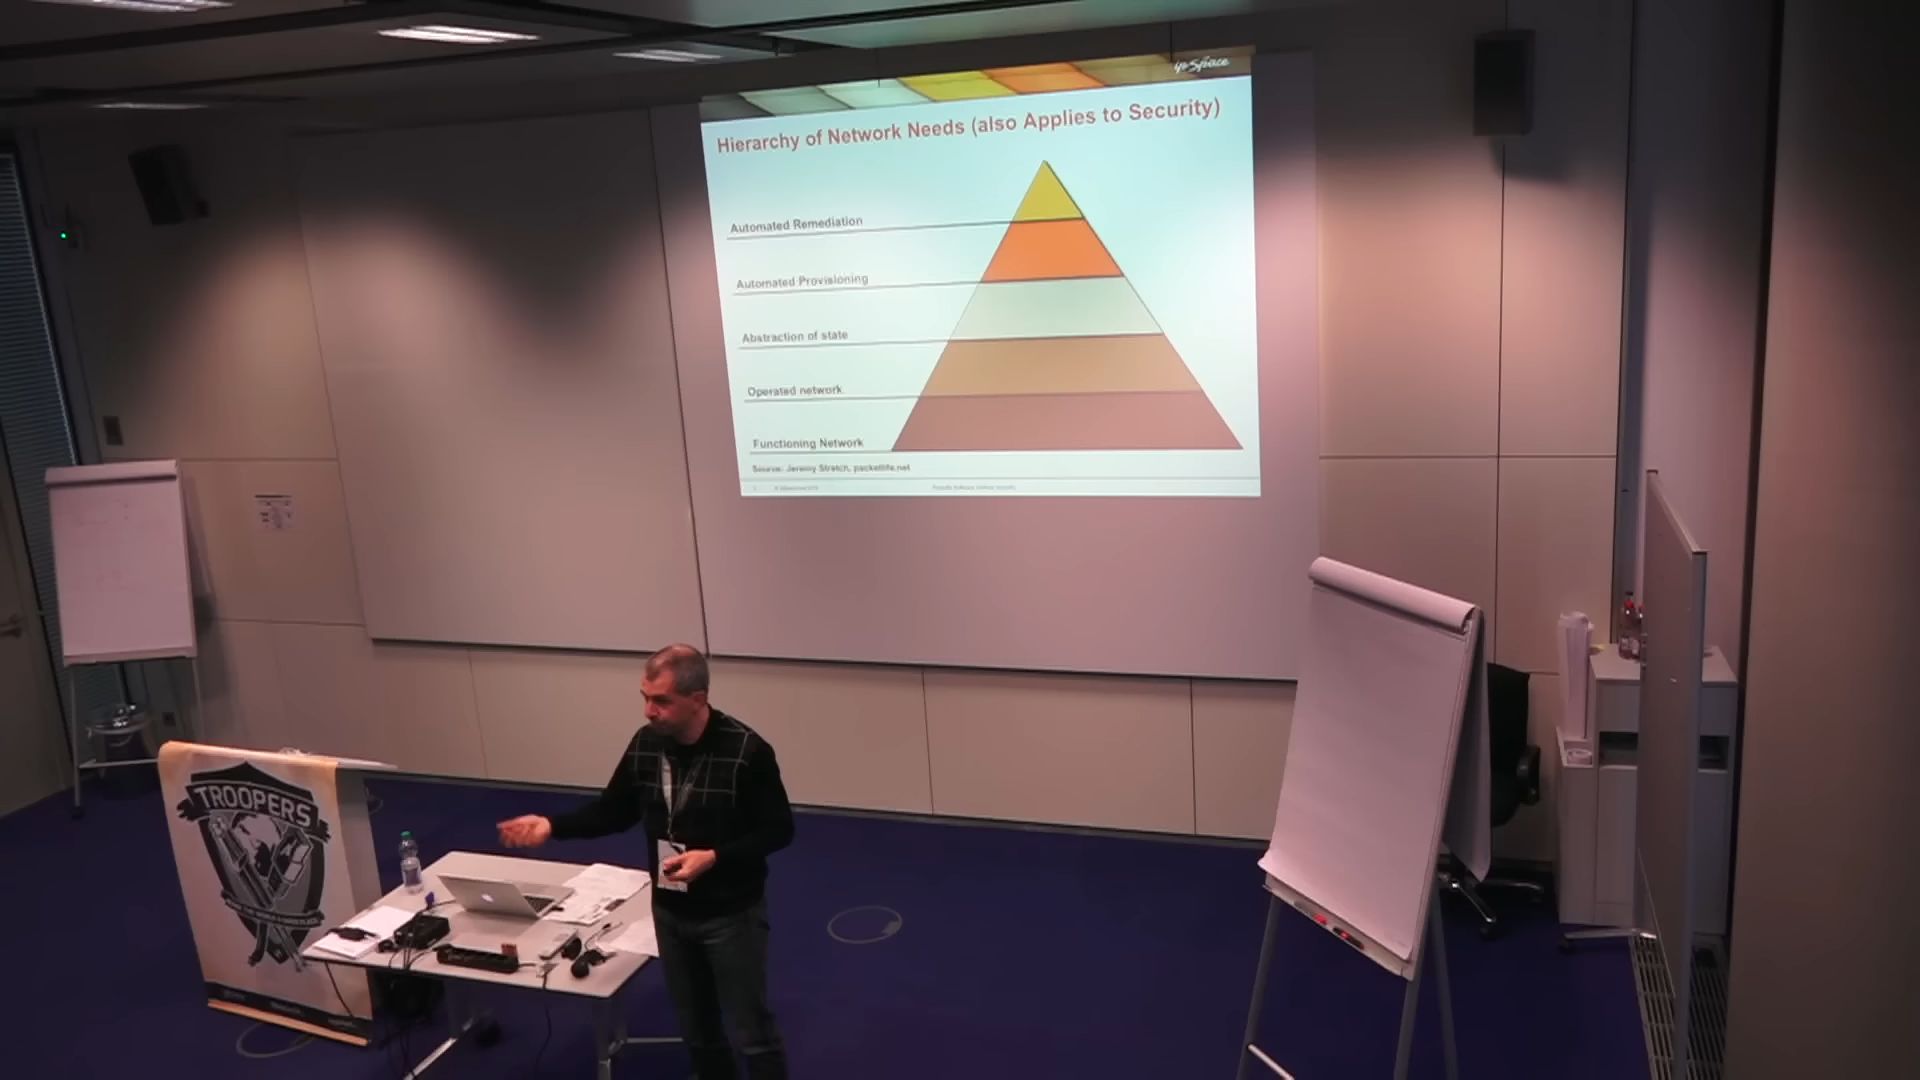 ipSpace
Hierarchy of Network Needs (also Applies to Security)
Automated Remediation
Automated Provisioning
Abstraction of state
Operated network
Functioning Network
Source: Jeremy Stretch, packetlife.net
TROOPERS